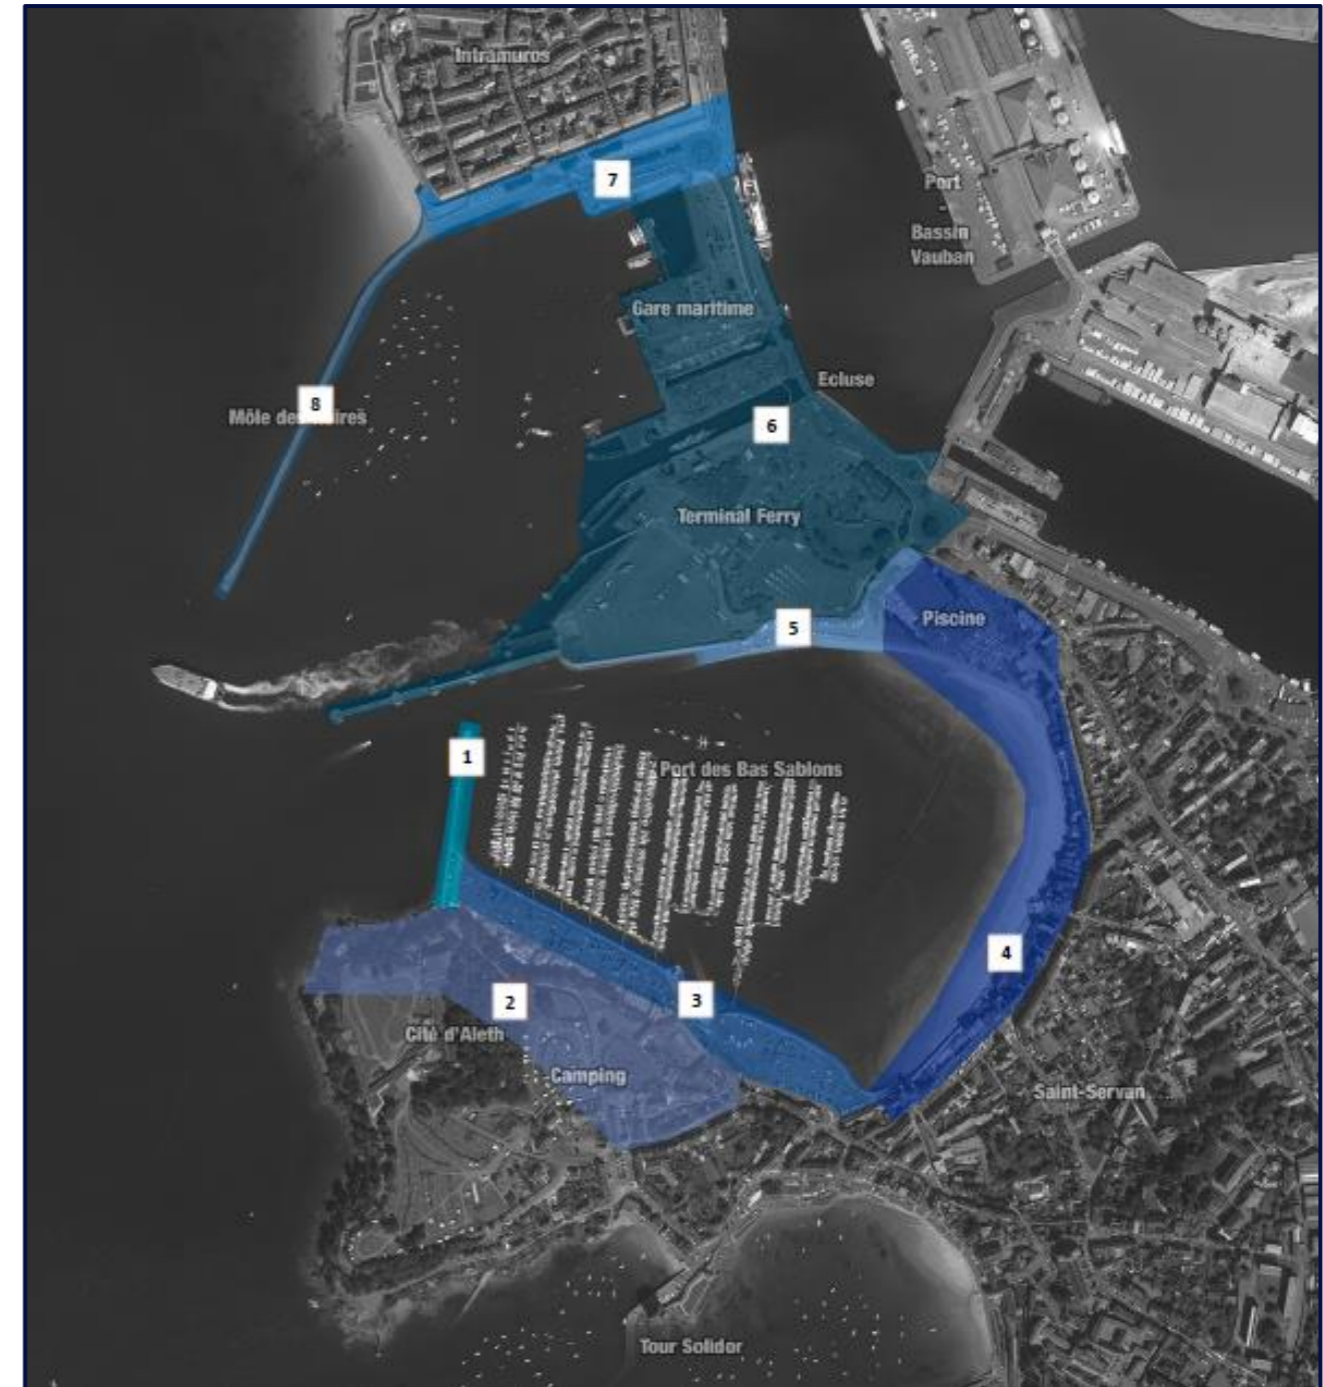 Intramuros
7
Port
-
Bassin
Vauban
Gare maritime
Ecluse
8
Môle des Noires
6
Terminal Ferry
Piscine
5
1
Port des Bas Sablons
4
2
3
Cité d'Aleth
Camping
Saint-Servan
Tour Solidor